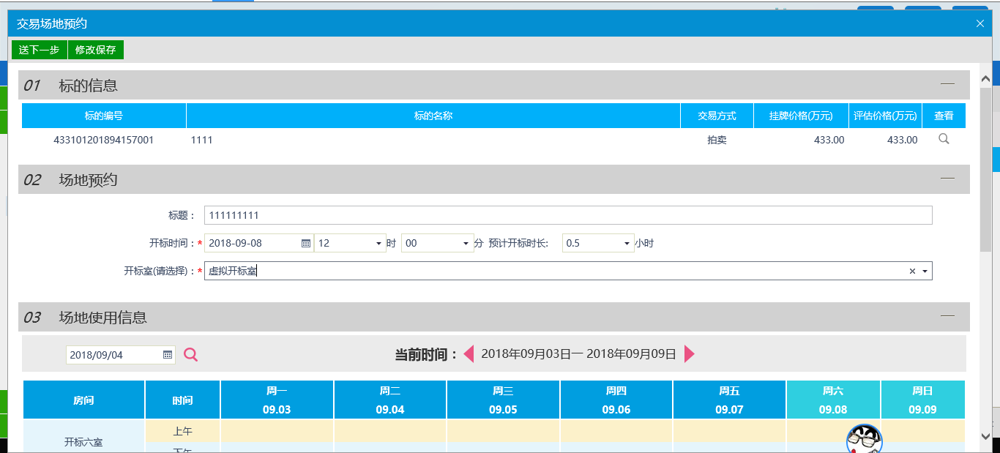 交易场地预约
送下一步 修改保存
01 标的信息
标的编号 标的名称 交易方式 挂牌价格(万元) 评估价格(万元) 查看
433101201894157001 1111 拍卖 433.00 433.00
02 场地预约
标题： 111111111
开标时间：* 2018-09-08 12 时 00 分 预计开标时长: 0.5 小时
开标室(请选择)：* 虚拟开标室
03 场地使用信息
2018/09/04 当前时间： 2018年09月03日一 2018年09月09日
房间 时间 周一 周二 周三 周四 周五 周六 周日
09.03 09.04 09.05 09.06 09.07 09.08 09.09
上午
开标六室
下午